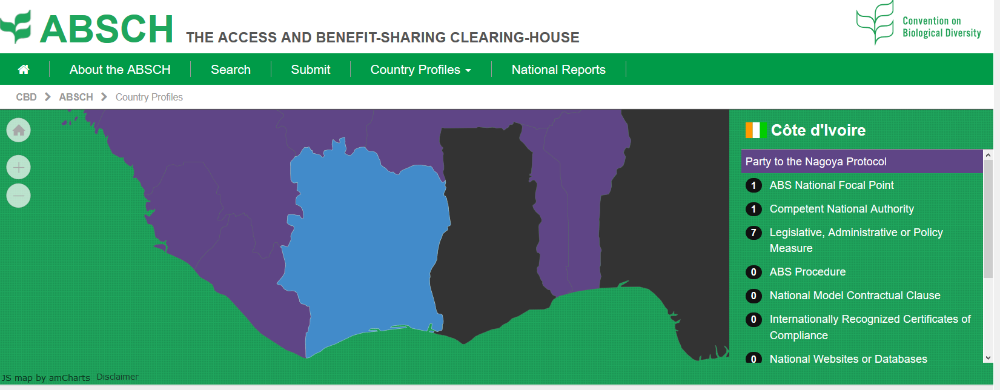 ABSCH THE ACCESS AND BENEFIT-SHARING CLEARING-HOUSE
Convention on
Biological Diversity
About the ABSCH Search Submit Country Profiles National Reports
CBD ABSCH Country Profiles
Côte d'Ivoire
Party to the Nagoya Protocol
1 ABS National Focal Point
1 Competent National Authority
7 Legislative, Administrative or Policy
Measure
0 ABS Procedure
0 National Model Contractual Clause
0 Internationally Recognized Certificates of
Compliance
0 National Websites or Databases
JS map by amCharts Disclaimer